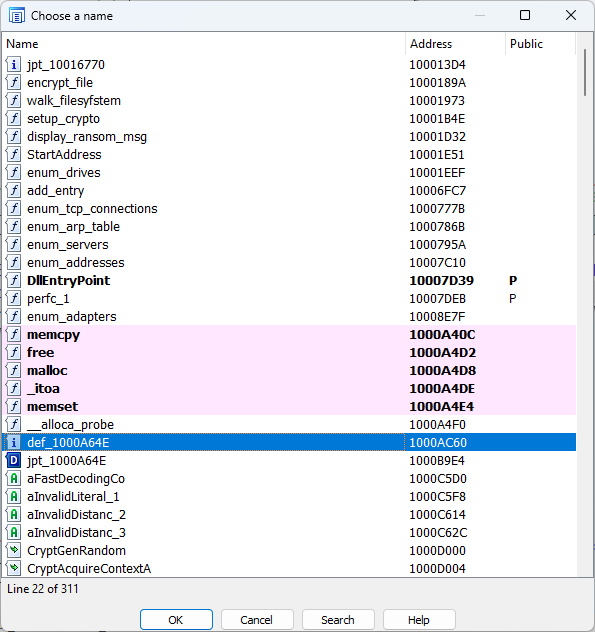 Choose a name
Name Address Public
jpt_10016770 100013D4
encrypt_file 1000189A
walk_filesyfstem 10001973
setup_crypto 10001B4E
display_ransom_msg 10001D32
StartAddress 10001E51
enum_drives 10001EEF
add_entry 10006FC7
enum_tcp_connections 1000777B
enum_arp_table 1000786B
enum_servers 1000795A
enum_addresses 10007C10
DllEntryPoint 10007D39 P
perfc_1 10007DEB P
enum_adapters 10008E7F
memcpy 1000A40C
free 1000A4D2
malloc 1000A4D8
_itoa 1000A4DE
memset 1000A4E4
__alloca_probe 1000A4F0
def_1000A64E 1000AC60
jpt_1000A64E 1000B9E4
aFastDecodingCo 1000C5D0
aInvalidLiteral_1 1000C5F8
aInvalidDistanc_2 1000C614
aInvalidDistanc_3 1000C62C
CryptGenRandom 1000D000
CryptAcquireContextA 1000D004
Line 22 of 311
OK Cancel Search Help